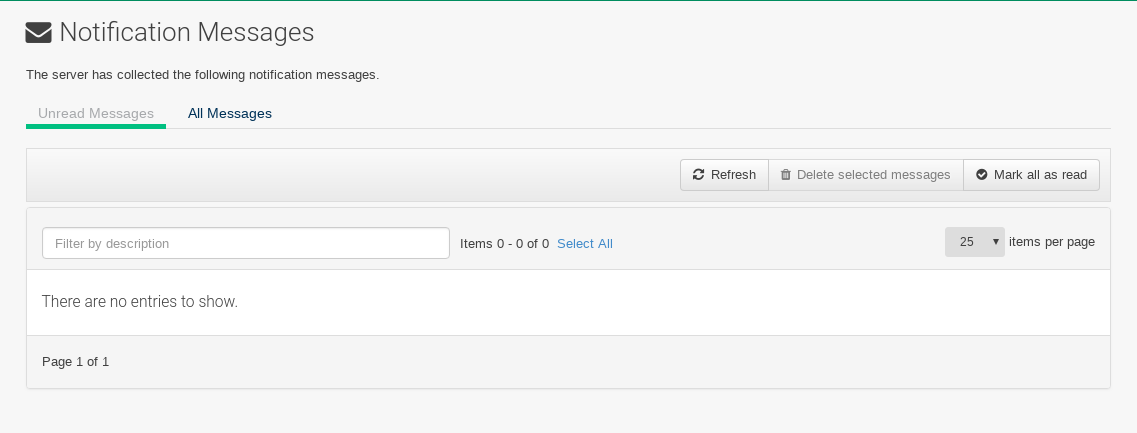 Notification Messages
The server has collected the following notification messages.
Unread Messages All Messages
Refresh Delete selected messages Mark all as read
Filter by description Items 0 - 0 of 0 Select All 25 items per page
There are no entries to show.
Page 1 of 1